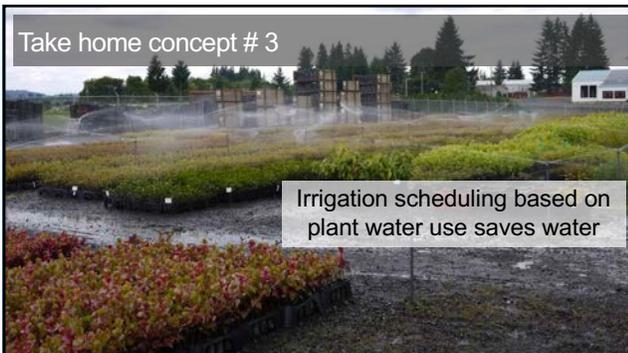 Take home concept # 3
Irrigation scheduling based on
plant water use saves water